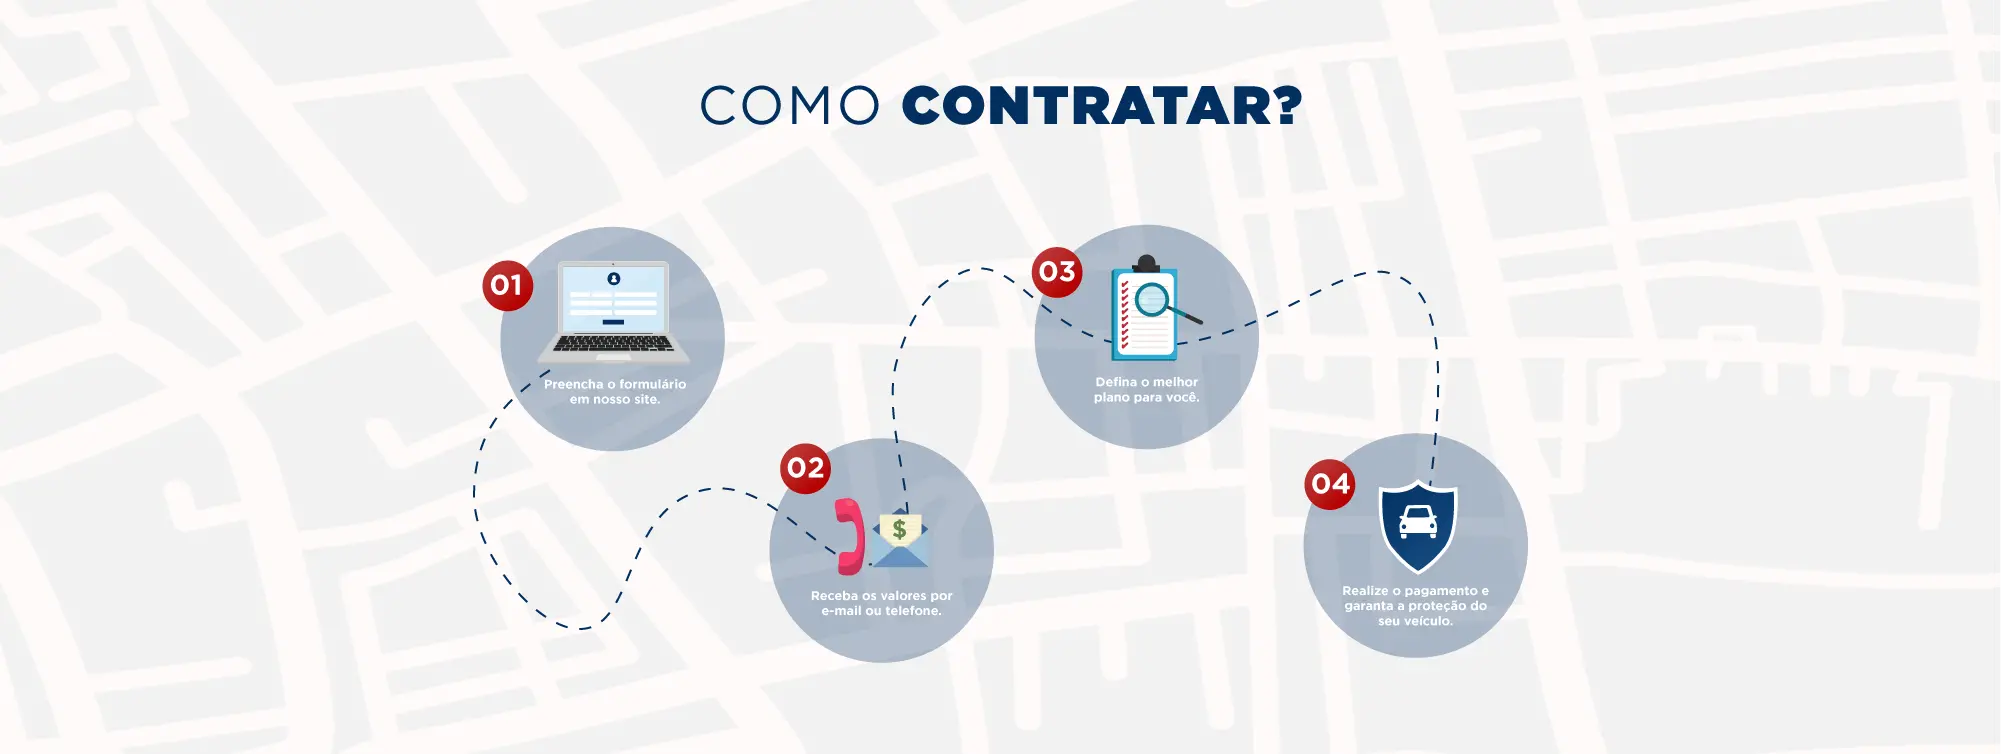 COMO CONTRATAR?
01
Preencha o formulário
em nosso site.
02
$
Receba os valores por
e-mail ou telefone.
03
Defina o melhor
plano para você.
04
Realize o pagamento e
garanta a proteção do
seu veículo.